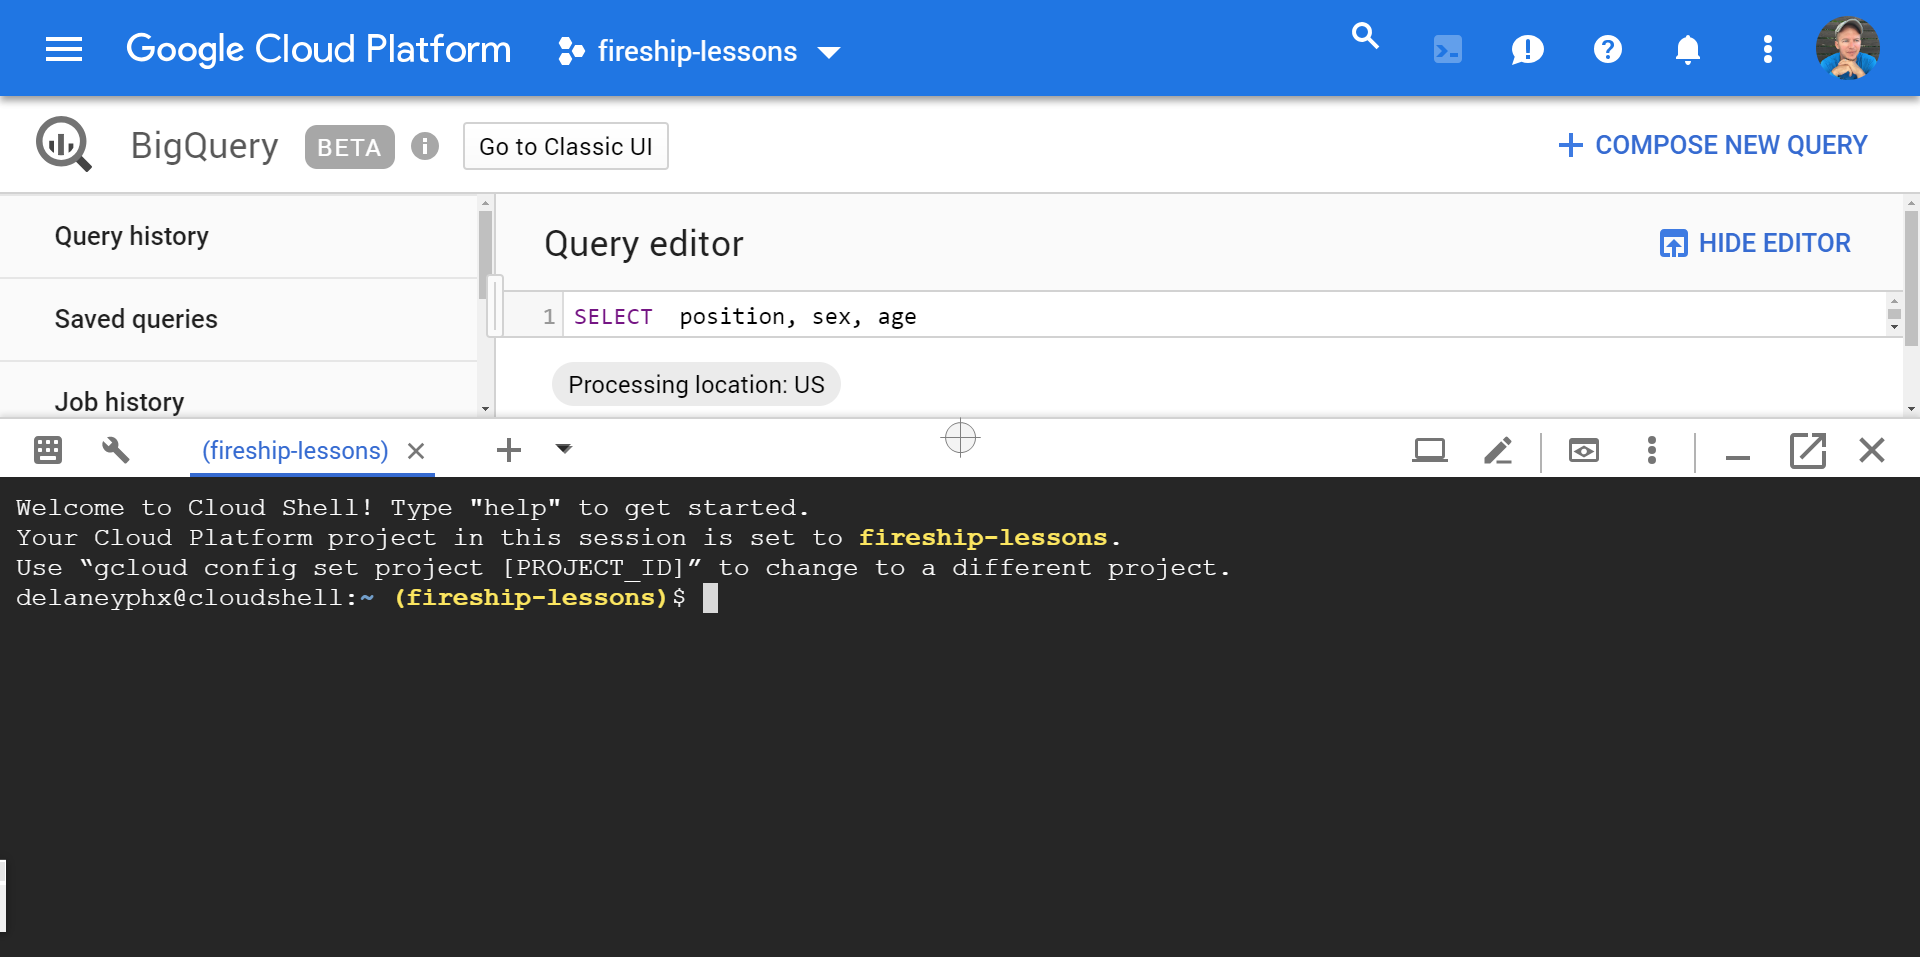 Google Cloud Platform fireship-lessons
BigQuery BETA Go to Classic UI COMPOSE NEW QUERY
Query history
Saved queries
Job history
Query editor HIDE EDITOR
1 SELECT  position, sex, age
Processing location: US
(fireship-lessons)
Welcome to Cloud Shell! Type "help" to get started.
Your Cloud Platform project in this session is set to fireship-lessons.
Use “gcloud config set project [PROJECT_ID]” to change to a different project.
delaneyphx@cloudshell:~ (fireship-lessons)$